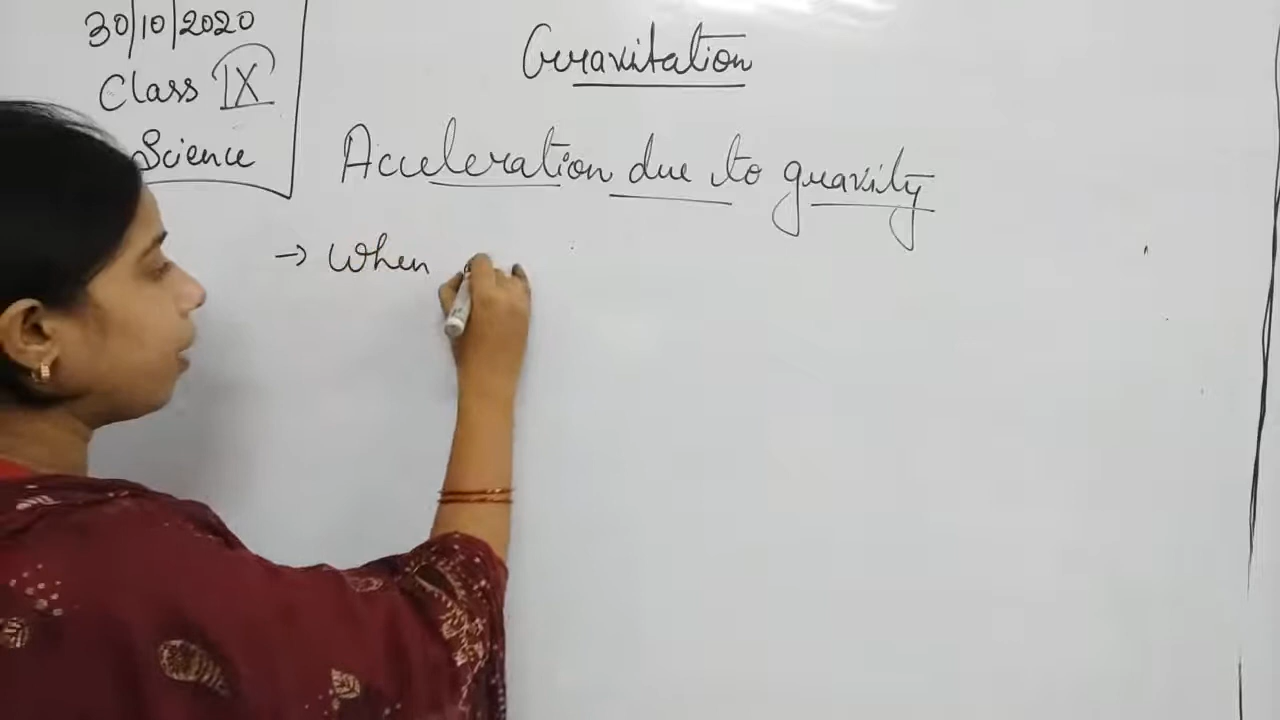 30/10/2020
Class IX
Science
Gravitation
Acceleration due to gravity
→ When